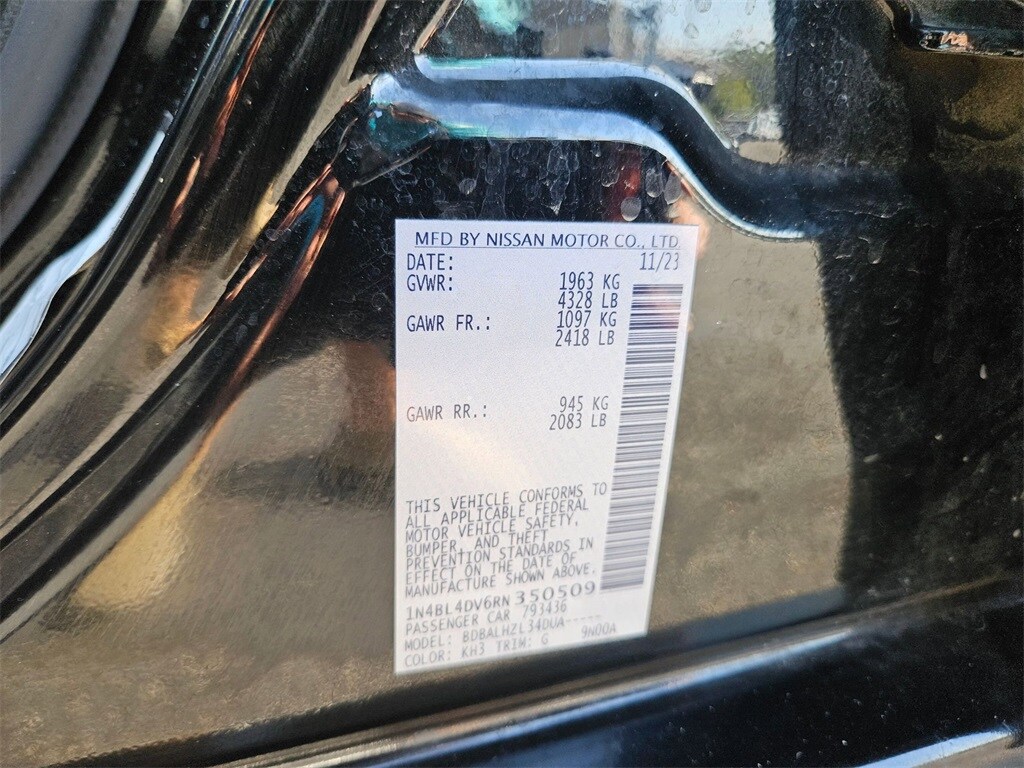 MFD BY NISSAN MOTOR CO., LTD.
DATE: 11/23
GVWR: 1963 KG
4328 LB
GAWR FR.: 1097 KG
2418 LB
GAWR RR.: 945 KG
2083 LB
THIS VEHICLE CONFORMS TO
ALL APPLICABLE FEDERAL
MOTOR VEHICLE SAFETY,
BUMPER, AND THEFT
PREVENTION STANDARDS IN
EFFECT ON THE DATE OF
MANUFACTURE SHOWN ABOVE.
1N4BL4DV6RN350509
PASSENGER CAR 793436
MODEL: BDBALHZL34DUA-----
COLOR: KH3 TRIM: G 9N00A